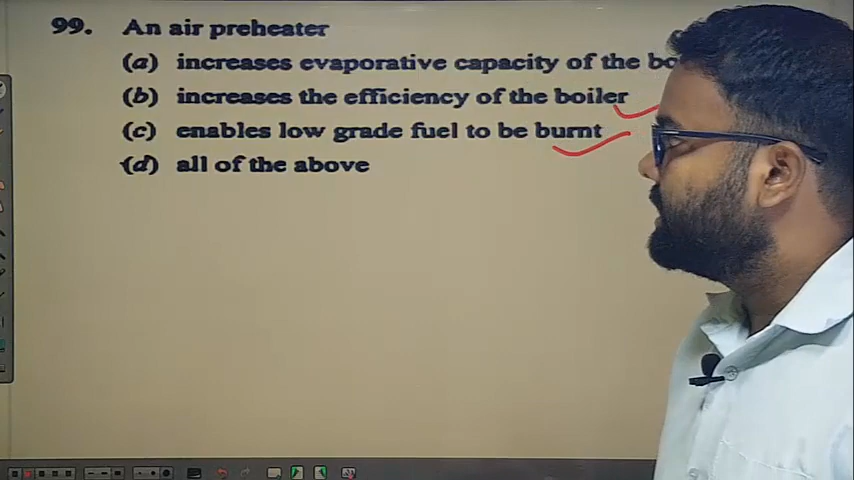 99. An air preheater
(a) increases evaporative capacity of the
(b) increases the efficiency of the boiler
(c) enables low grade fuel to be burnt
(d) all of the above